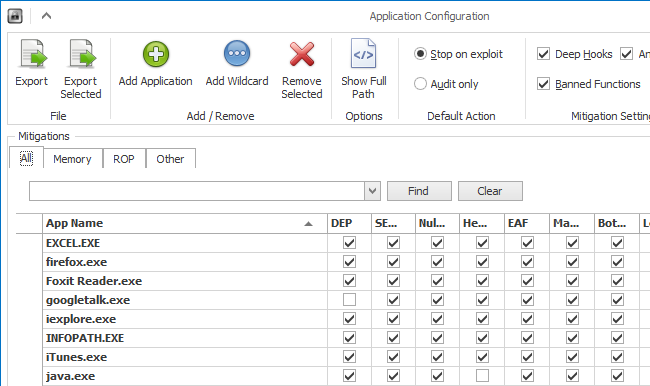 Application Configuration
Export
Export Selected
Add Application
Add Wildcard
Remove Selected
Show Full Path
Stop on exploit
Audit only
Deep Hooks
An
Banned Functions
File
Add / Remove
Options
Default Action
Mitigation Setting
Mitigations
All
Memory
ROP
Other
Find
Clear
App Name
DEP
SE...
Nul...
He...
EAF
Ma...
Bot...
EXCEL.EXE
firefox.exe
Foxit Reader.exe
googletalk.exe
iexplore.exe
INFOPATH.EXE
iTunes.exe
java.exe